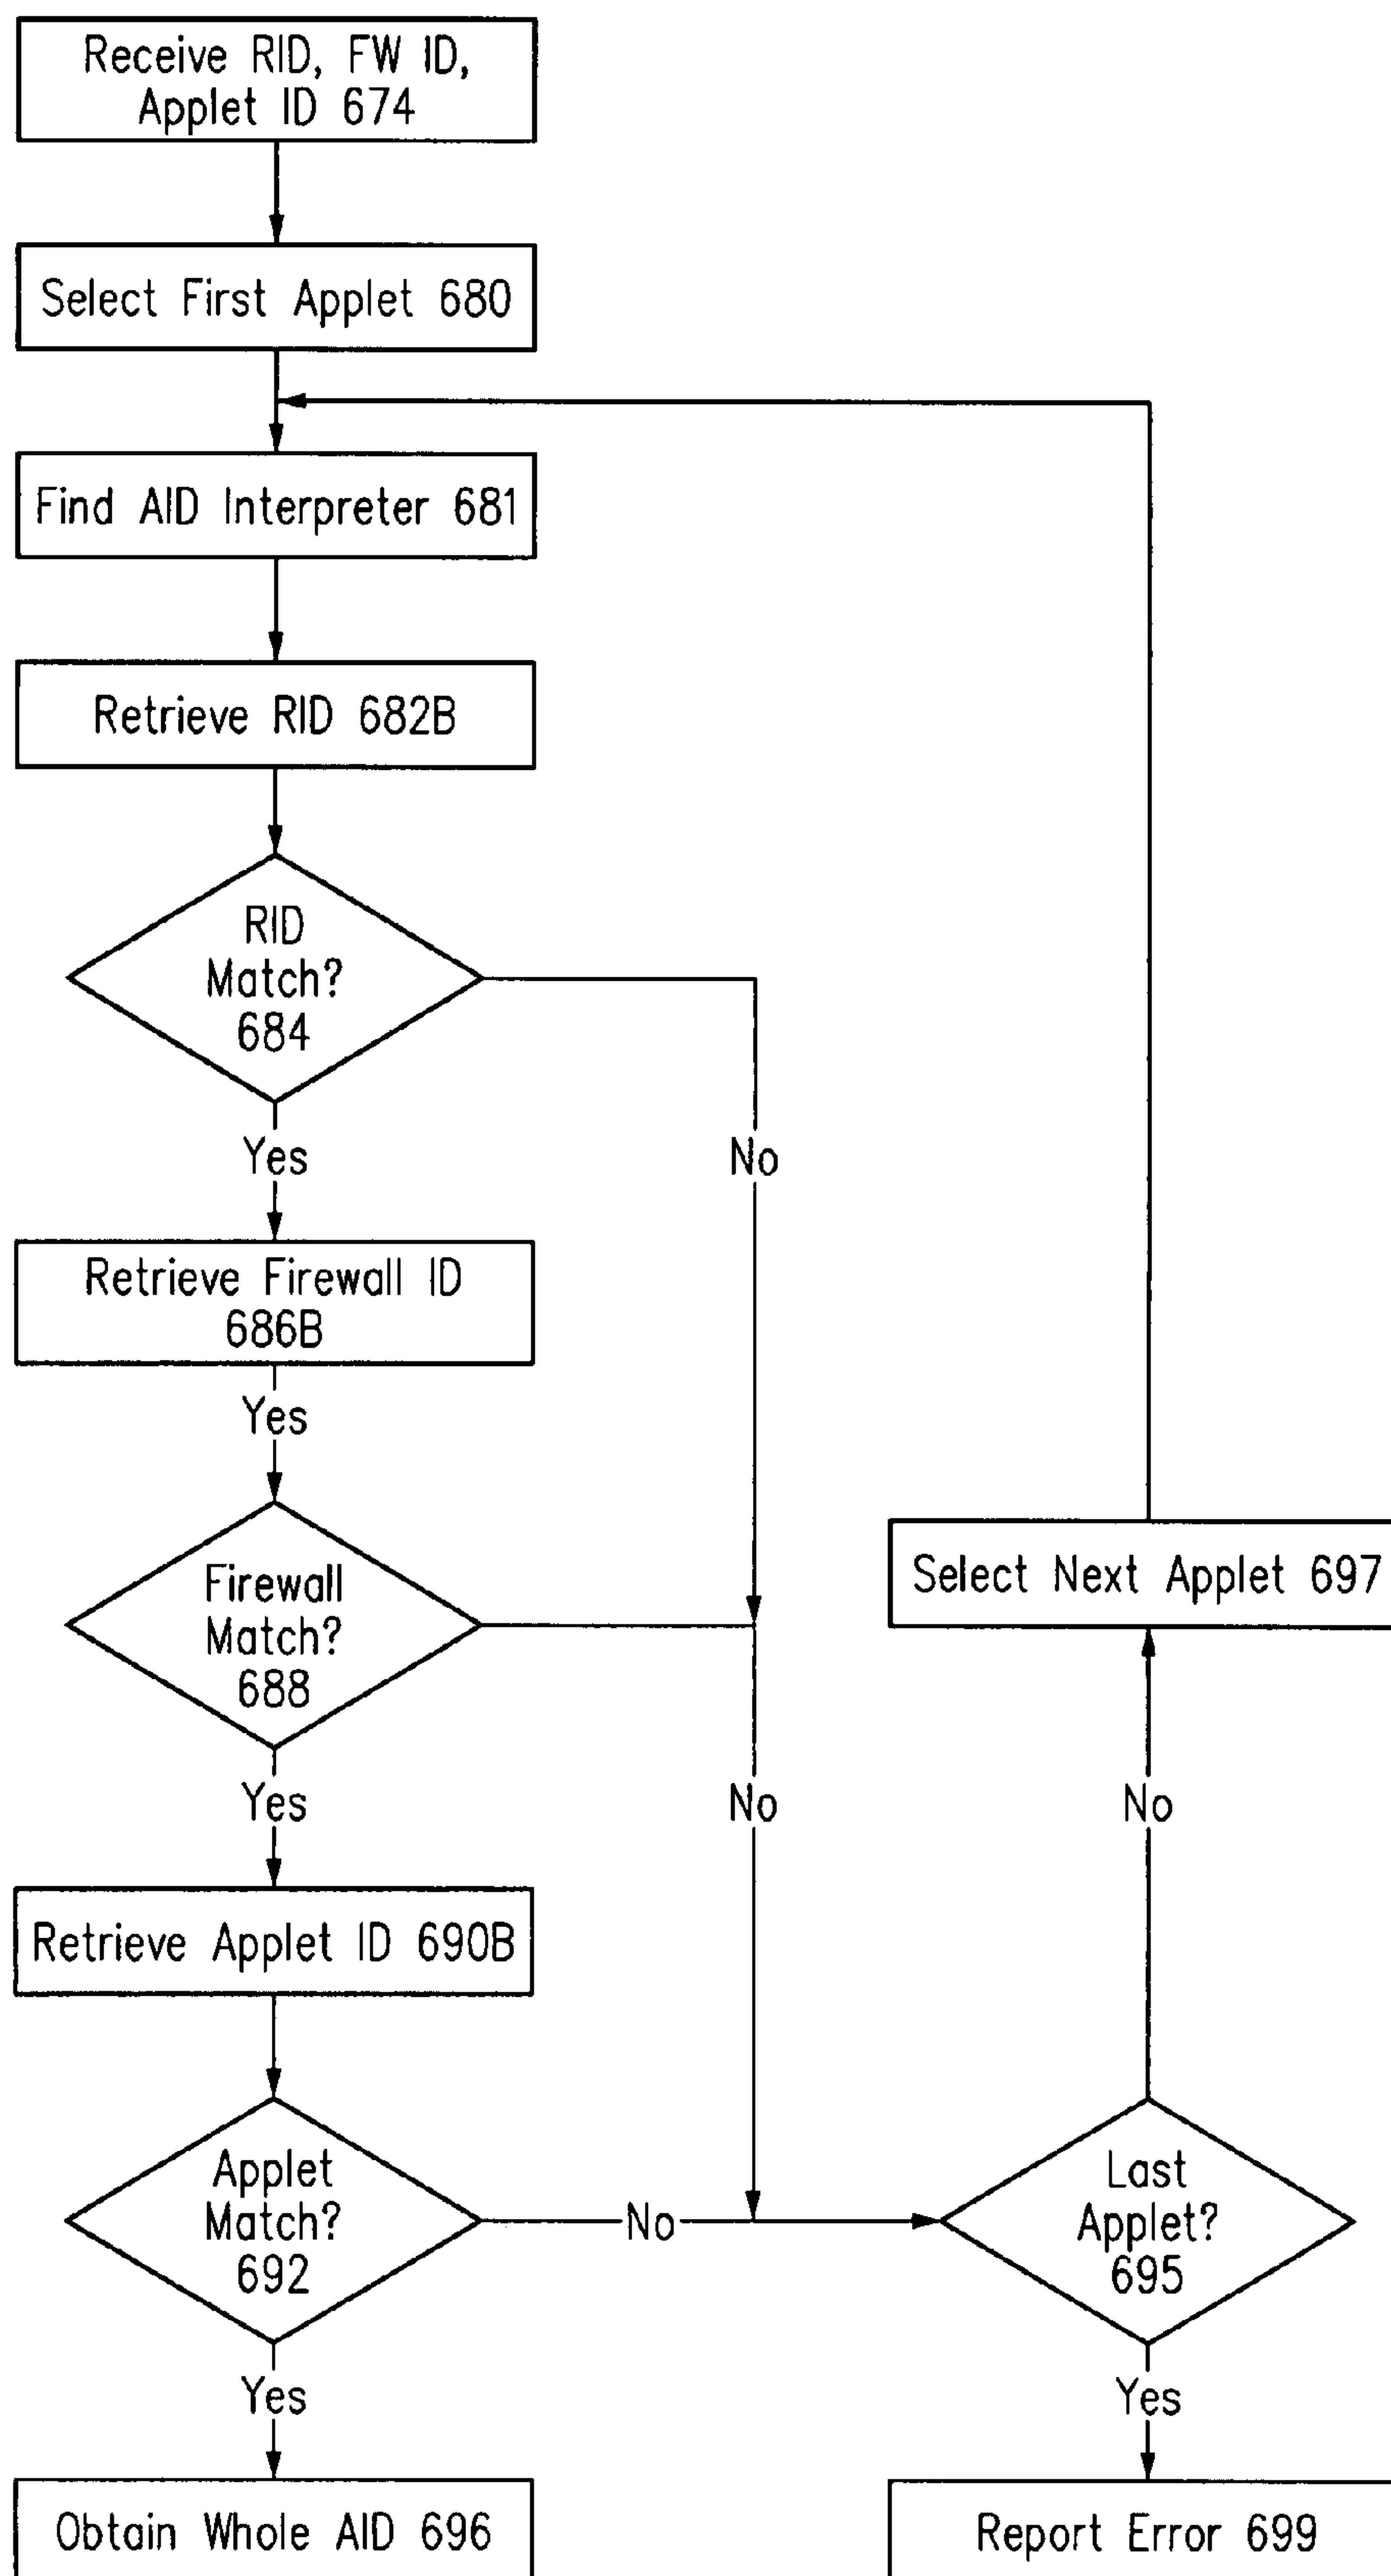 Receive RID, FW ID,
Applet ID 674
Select First Applet 680
Find AID Interpreter 681
Retrieve RID 682B
RID
Match?
684
Yes
No
Retrieve Firewall ID
686B
Yes
Firewall
Match?
688
Select Next Applet 697
Yes
No
No
Retrieve Applet ID 690B
Applet
Match?
692
No
Last
Applet?
695
Yes
Yes
Obtain Whole AID 696
Report Error 699